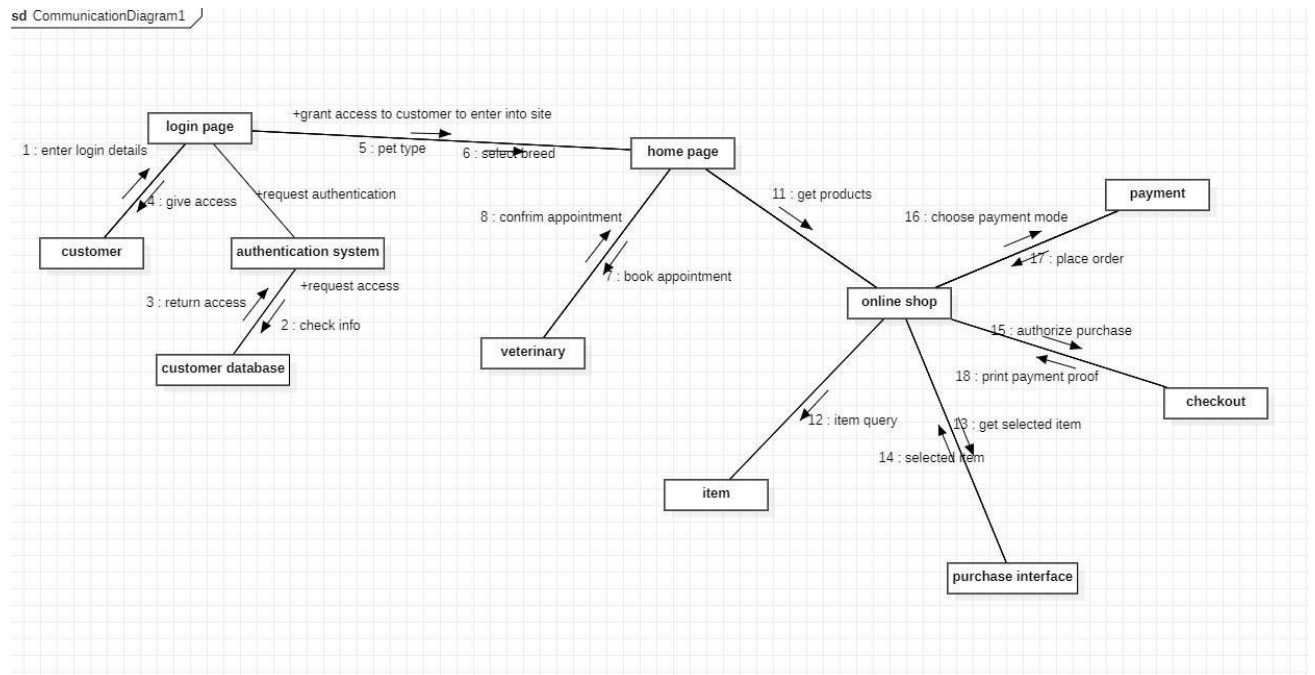 sd CommunicationDiagram1
+grant access to customer to enter into site
login page
5 : pet type
6 : select breed
home page
1 : enter login details
4 : give access
+request authentication
11 : get products
payment
16 : choose payment mode
8 : confrim appointment
customer
authentication system
17 : place order
7 : book appointment
+request access
3 : return access
online shop
2 : check info
15 : authorize purchase
veterinary
customer database
18 : print payment proof
checkout
12 : item query
13 : get selected item
14 : selected item
item
purchase interface